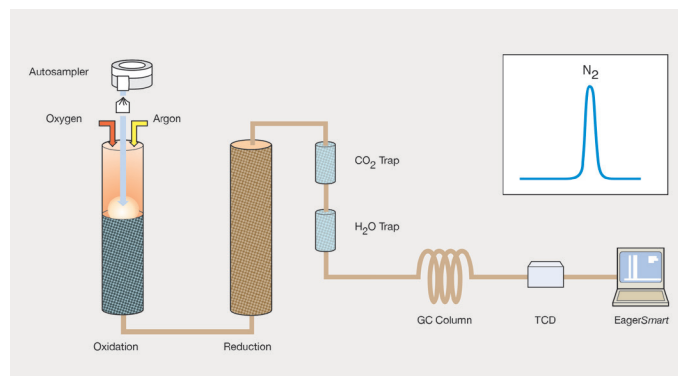 Autosampler
Oxygen
Argon
N2
CO2 Trap
H2O Trap
GC Column
TCD
EagerSmart
Oxidation
Reduction